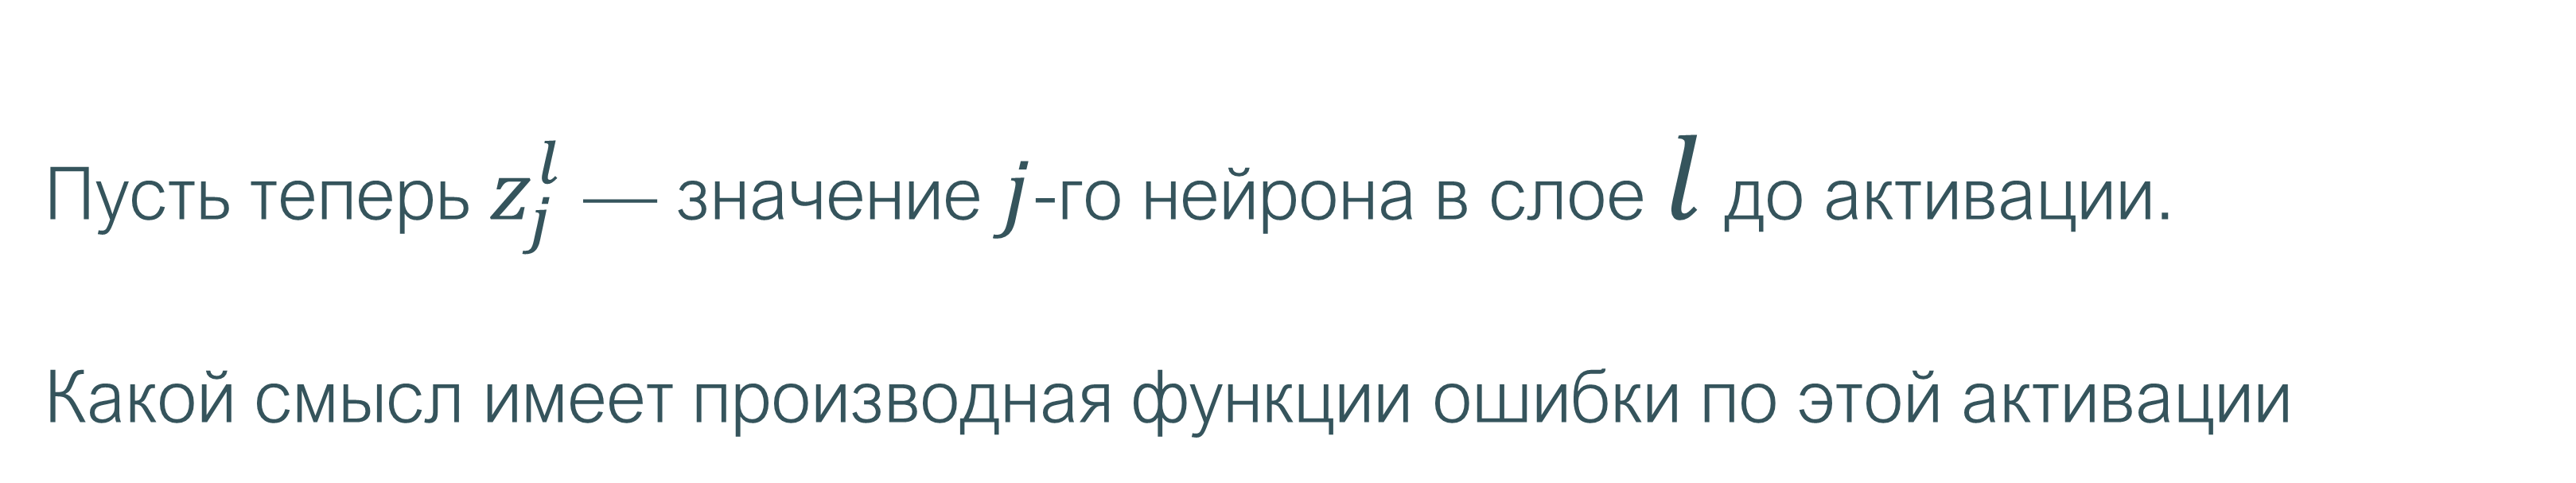 Пусть теперь $z_j^l$ — значение $j$-го нейрона в слое $l$ до активации.
Какой смысл имеет производная функции ошибки по этой активации